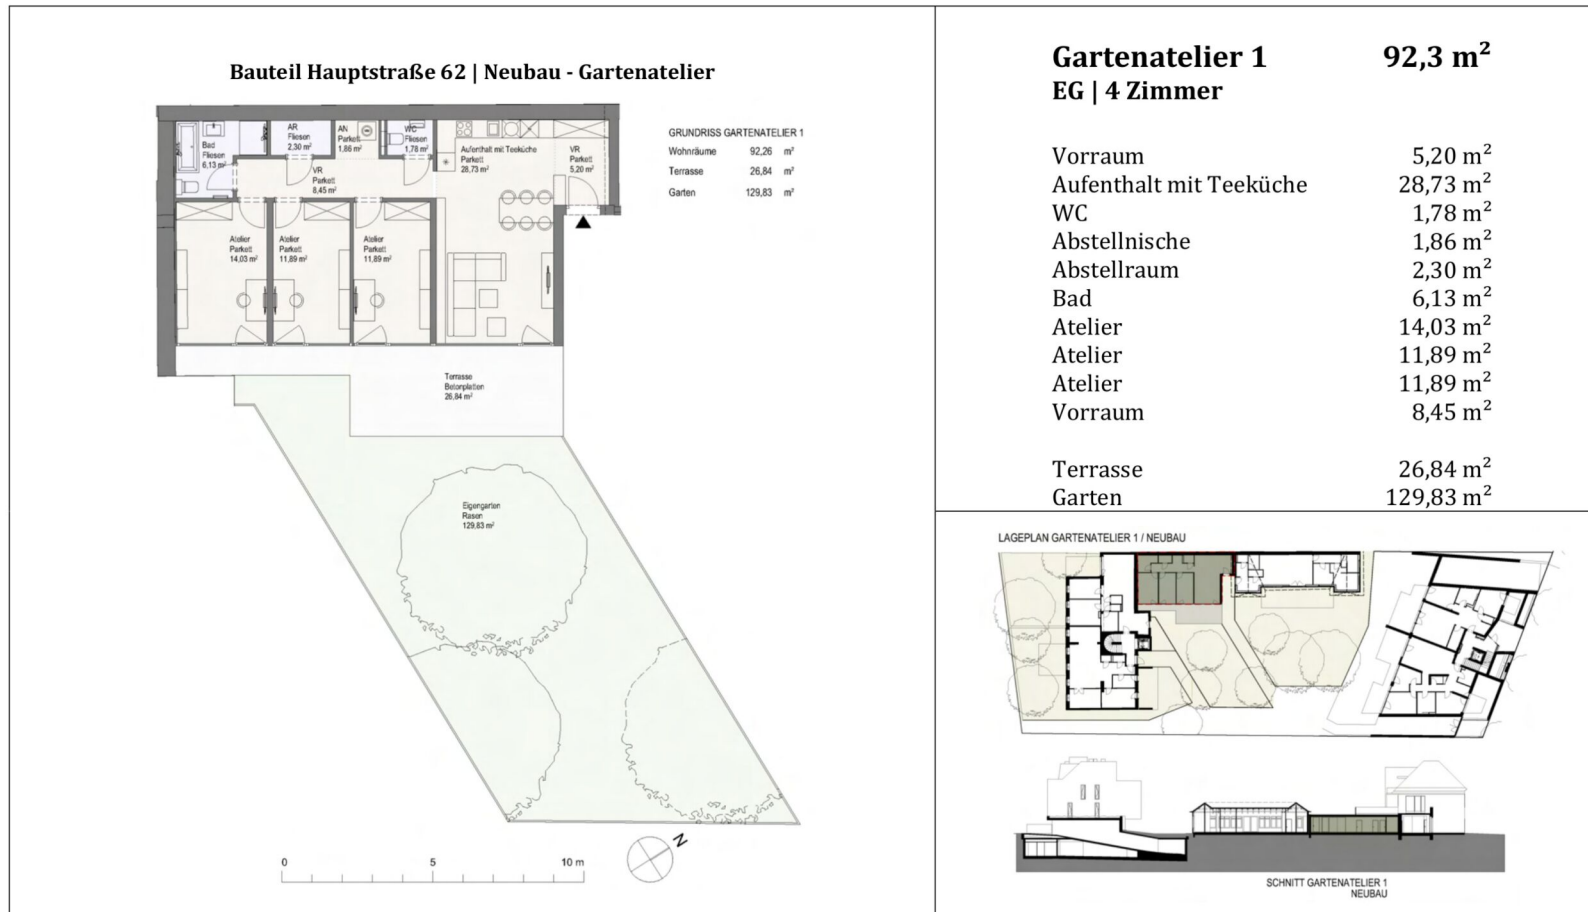 Bauteil Hauptstraße 62 | Neubau - Gartenatelier
Bad
Fliesen
6,13 m²
AR
Fliesen
2,30 m²
AN
Parkett
1,86 m²
WC
Fliesen
1,78 m²
VR
Parkett
8,45 m²
Aufenthalt mit Teeküche
Parkett
28,73 m²
VR
Parkett
5,20 m²
Atelier
Parkett
14,03 m²
Atelier
Parkett
11,89 m²
Atelier
Parkett
11,89 m²
Terrasse
Betonplatten
26,84 m²
Eigengarten
Rasen
129,83 m²
0 5 10 m
N
GRUNDRISS GARTENATELIER 1
Wohnräume 92,26 m²
Terrasse 26,84 m²
Garten 129,83 m²
Gartenatelier 1 92,3 m²
EG | 4 Zimmer
Vorraum 5,20 m²
Aufenthalt mit Teeküche 28,73 m²
WC 1,78 m²
Abstellnische 1,86 m²
Abstellraum 2,30 m²
Bad 6,13 m²
Atelier 14,03 m²
Atelier 11,89 m²
Atelier 11,89 m²
Vorraum 8,45 m²
Terrasse 26,84 m²
Garten 129,83 m²
LAGEPLAN GARTENATELIER 1 / NEUBAU
SCHNITT GARTENATELIER 1
NEUBAU